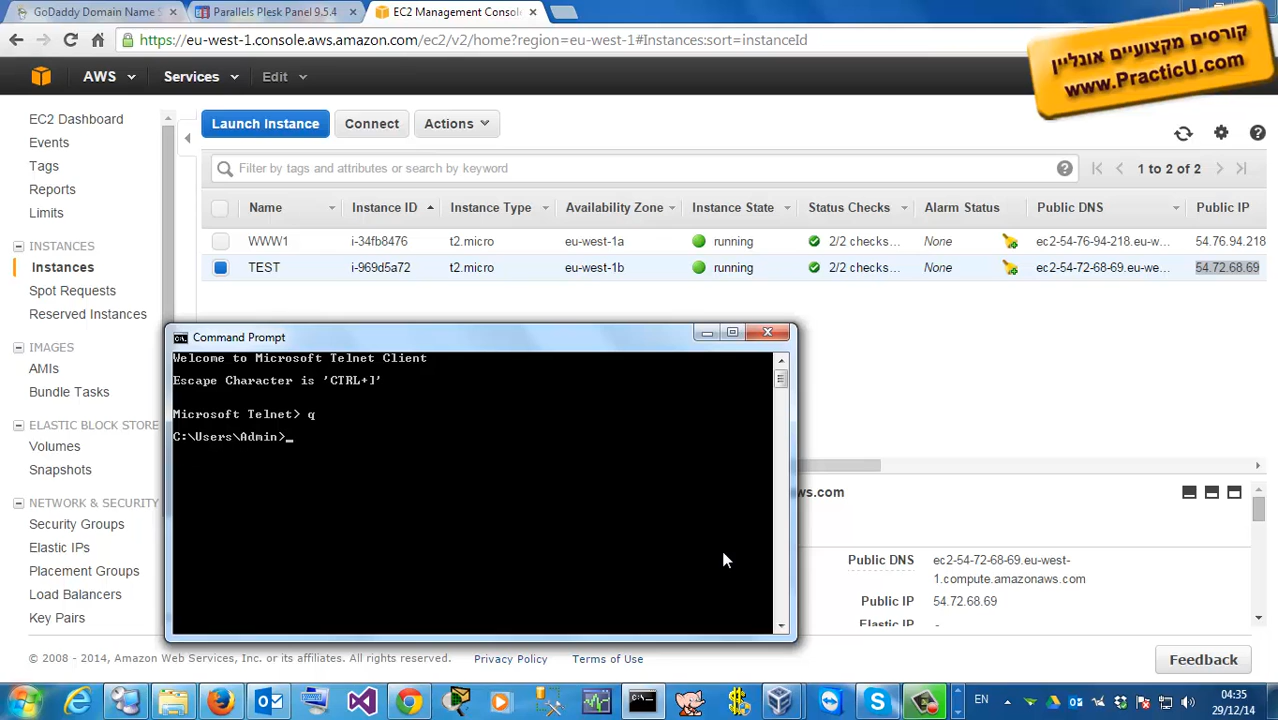 GoDaddy Domain Name S
Parallels Plesk Panel 9.5.4
EC2 Management Conso
https://eu-west-1.console.aws.amazon.com/ec2/v2/home?region=eu-west-1#Instances:sort=instanceId
קורסים מקצועיים אונליין
www.PracticU.com
AWS Services Edit
EC2 Dashboard
Events
Tags
Reports
Limits
INSTANCES
Instances
Spot Requests
Reserved Instances
IMAGES
AMIs
Bundle Tasks
ELASTIC BLOCK STORE
Volumes
Snapshots
NETWORK & SECURITY
Security Groups
Elastic IPs
Placement Groups
Load Balancers
Key Pairs
Launch Instance Connect Actions
Filter by tags and attributes or search by keyword
1 to 2 of 2
Name Instance ID Instance Type Availability Zone Instance State Status Checks Alarm Status Public DNS Public IP
WWW1 i-34fb8476 t2.micro eu-west-1a running 2/2 checks... None ec2-54-76-94-218.eu-w... 54.76.94.218
TEST i-969d5a72 t2.micro eu-west-1b running 2/2 checks... None ec2-54-72-68-69.eu-we... 54.72.68.69
Command Prompt
Welcome to Microsoft Telnet Client
Escape Character is 'CTRL+]'
Microsoft Telnet> q
C:\Users\Admin>_
ws.com
Public DNS ec2-54-72-68-69.eu-west-
1.compute.amazonaws.com
Public IP 54.72.68.69
Elastic IP -
© 2008 - 2014, Amazon Web Services, Inc. or its affiliates. All rights reserved. Privacy Policy Terms of Use
Feedback
EN
04:35
29/12/14